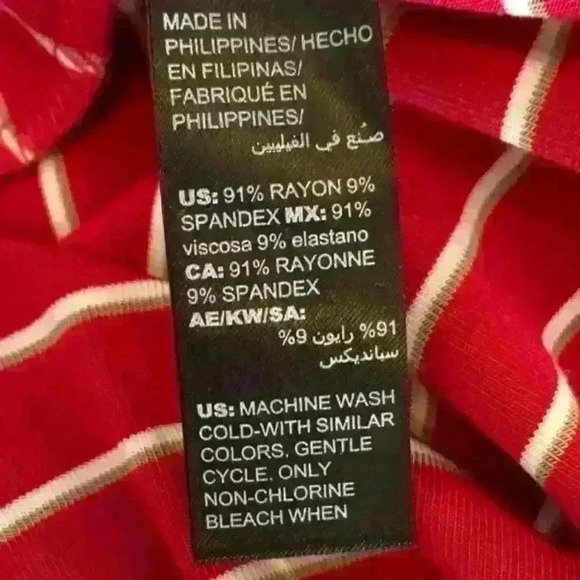 MADE IN
PHILIPPINES/ HECHO
EN FILIPINAS/
FABRIQUÉ EN
PHILIPPINES/
صُنع في الفيليبين
US: 91% RAYON 9%
SPANDEX MX: 91%
viscosa 9% elastano
CA: 91% RAYONNE
9% SPANDEX
AE/KW/SA:
91% رايون 9%
سباندیكس
US: MACHINE WASH
COLD-WITH SIMILAR
COLORS, GENTLE
CYCLE. ONLY
NON-CHLORINE
BLEACH WHEN